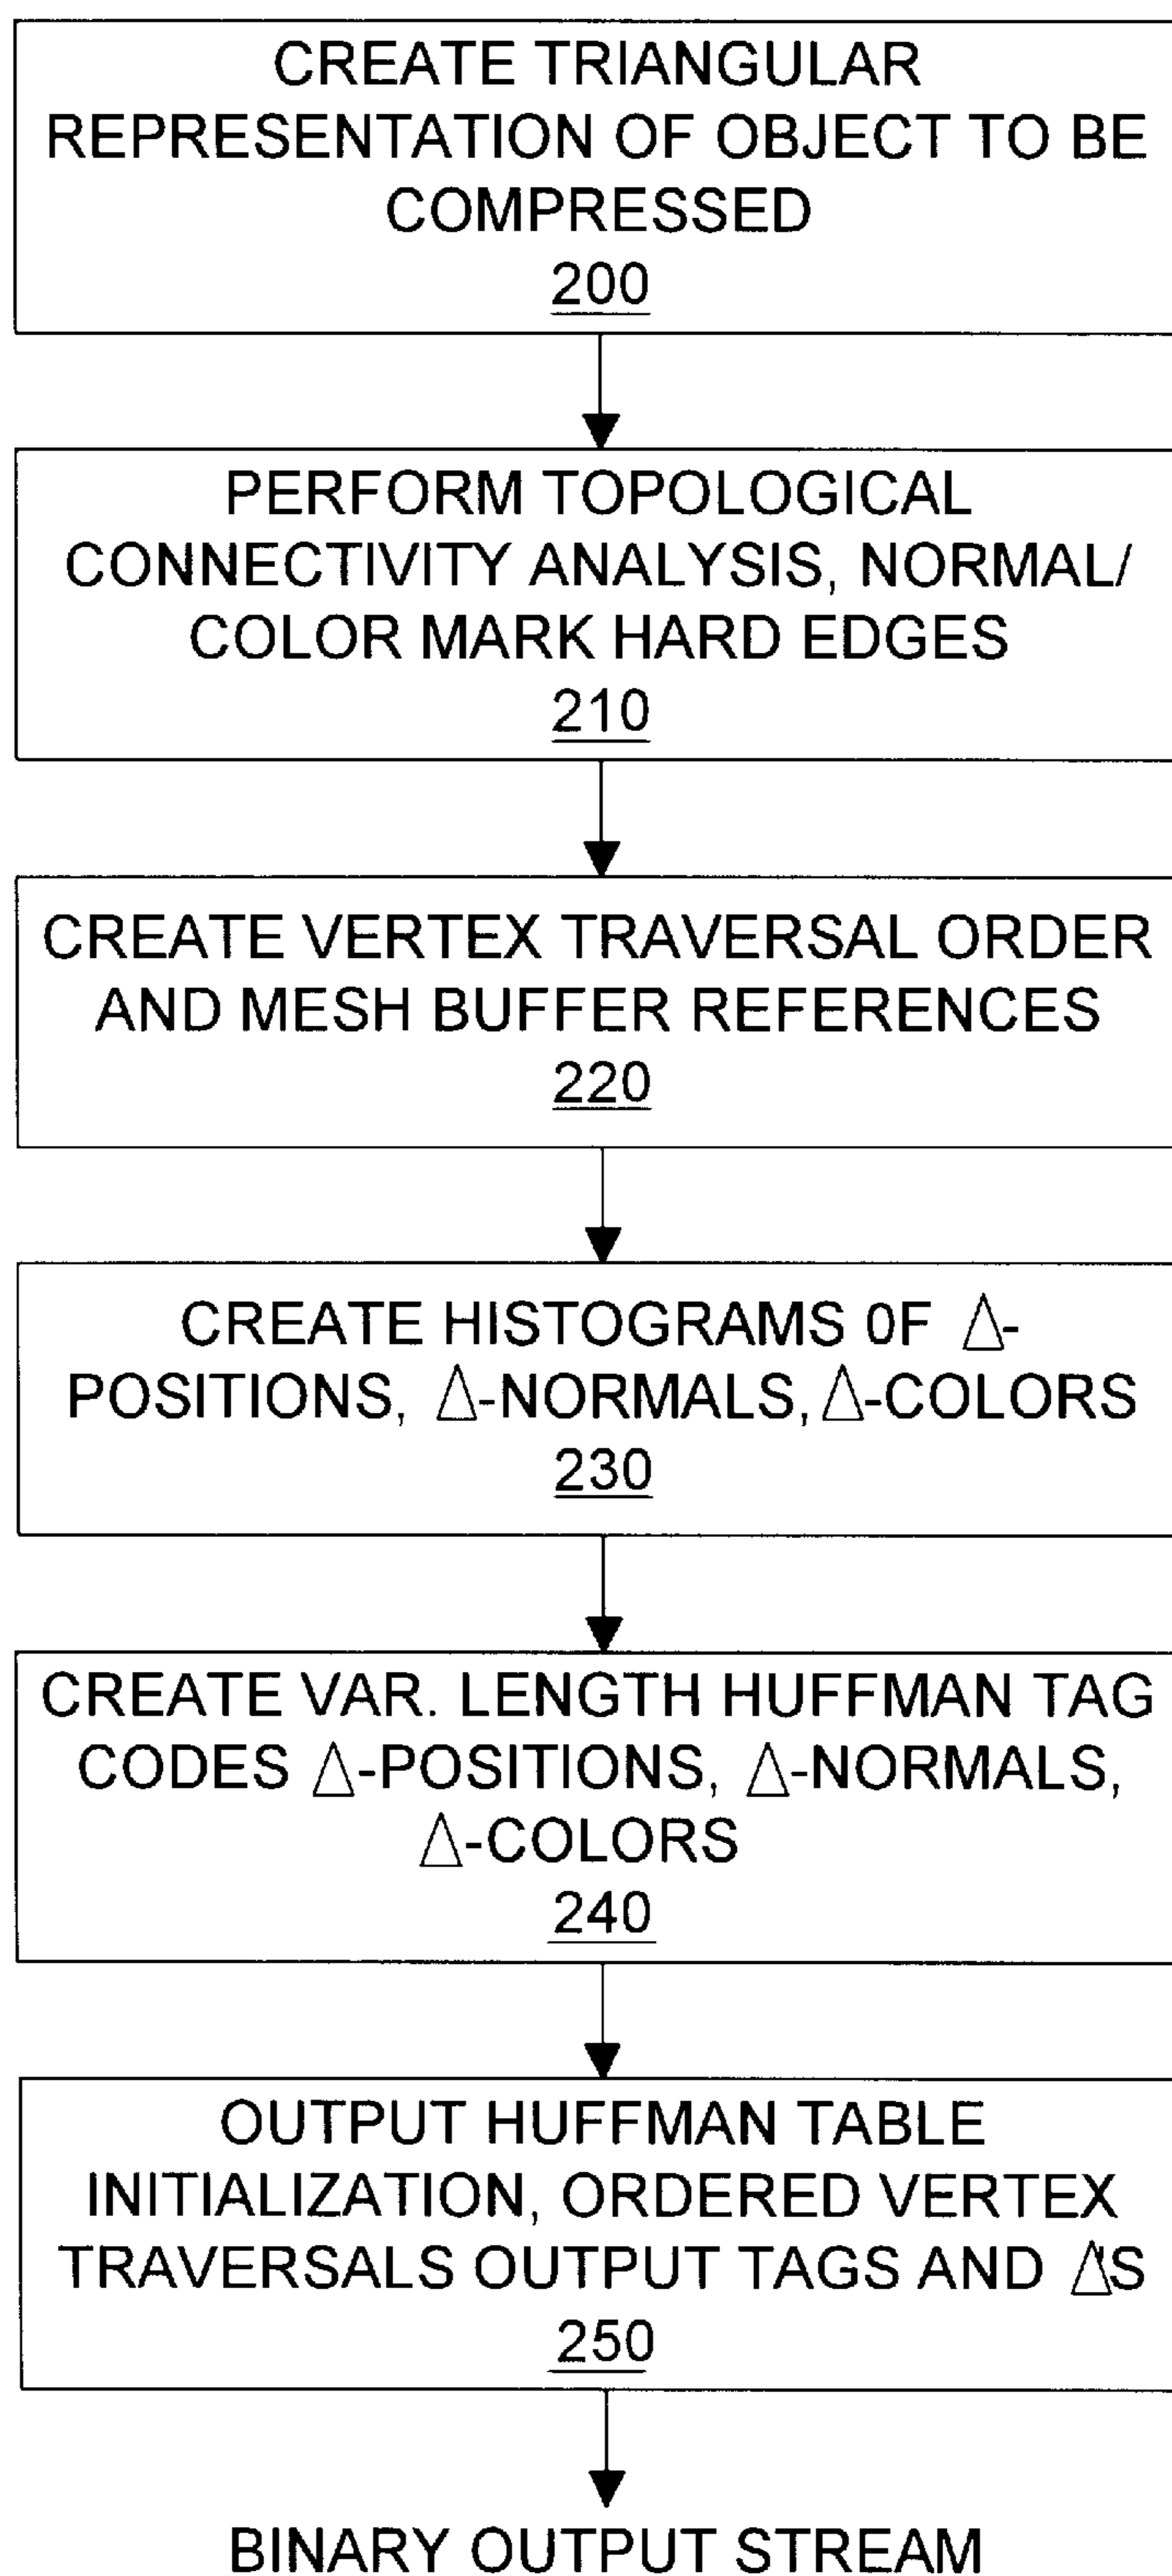 CREATE TRIANGULAR
REPRESENTATION OF OBJECT TO BE
COMPRESSED
200
PERFORM TOPOLOGICAL
CONNECTIVITY ANALYSIS, NORMAL/
COLOR MARK HARD EDGES
210
CREATE VERTEX TRAVERSAL ORDER
AND MESH BUFFER REFERENCES
220
CREATE HISTOGRAMS OF Δ-
POSITIONS, Δ-NORMALS, Δ-COLORS
230
CREATE VAR. LENGTH HUFFMAN TAG
CODES Δ-POSITIONS, Δ-NORMALS,
Δ-COLORS
240
OUTPUT HUFFMAN TABLE
INITIALIZATION, ORDERED VERTEX
TRAVERSALS OUTPUT TAGS AND Δ'S
250
BINARY OUTPUT STREAM